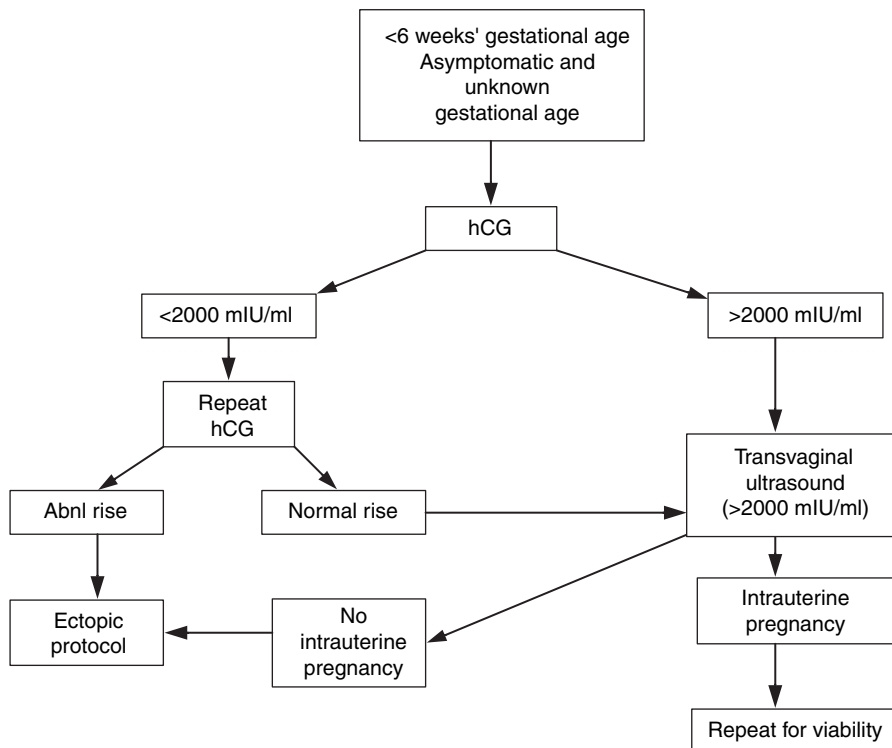 <6 weeks' gestational age
Asymptomatic and
unknown
gestational age
hCG
<2000 mIU/ml
>2000 mIU/ml
Repeat
hCG
Transvaginal
ultrasound
(>2000 mIU/ml)
Abnl rise
Normal rise
Ectopic
protocol
No
intrauterine
pregnancy
Intrauterine
pregnancy
Repeat for viability